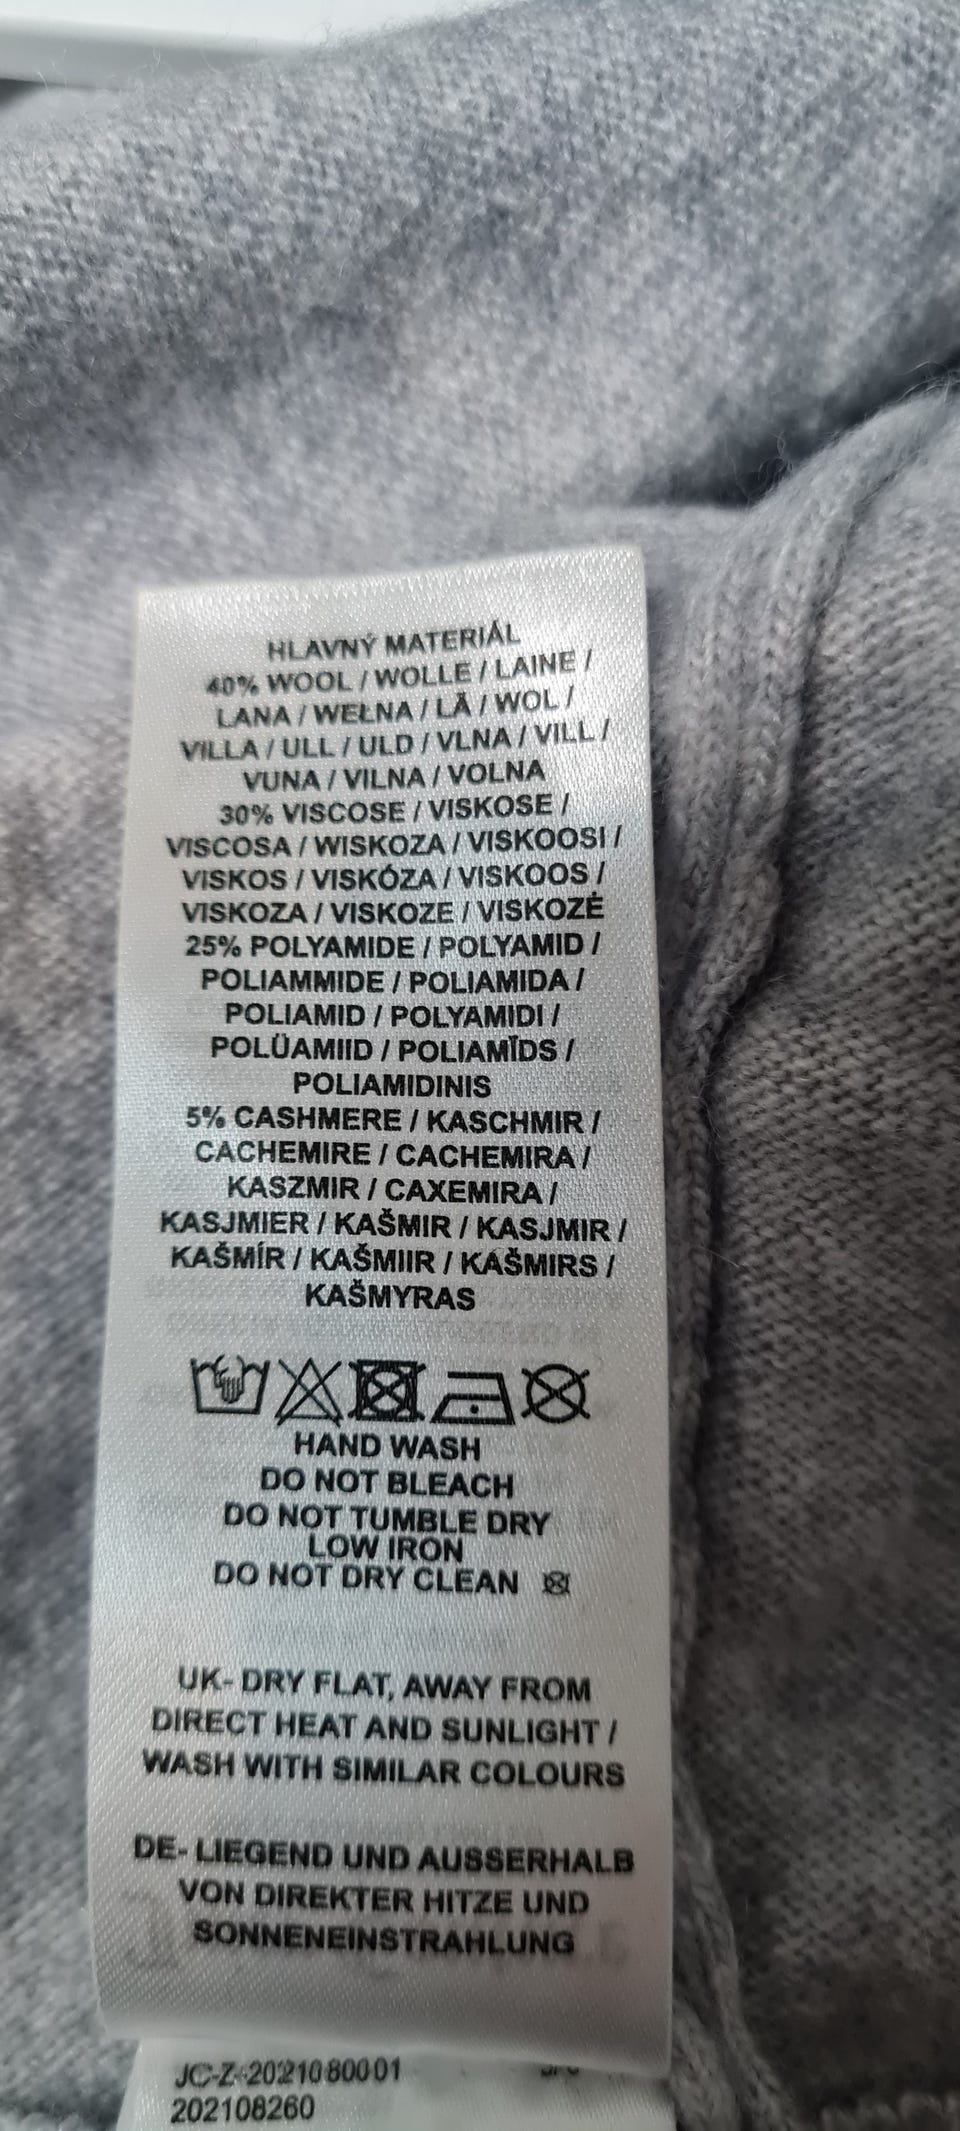 HLAVNÝ MATERIÁL
40% WOOL / WOLLE / LAINE /
LANA / WEŁNA / LÃ / WOL /
VILLA / ULL / ULD / VLNA / VILL /
VUNA / VILNA / VOLNA
30% VISCOSE / VISKOSE /
VISCOSA / WISKOZA / VISKOOSI /
VISKOS / VISKÓZA / VISKOOS /
VISKOZA / VISKOZE / VISKOZĖ
25% POLYAMIDE / POLYAMID /
POLIAMMIDE / POLIAMIDA /
POLIAMID / POLYAMIDI /
POLÜAMIID / POLIAMĪDS /
POLIAMIDINIS
5% CASHMERE / KASCHMIR /
CACHEMIRE / CACHEMIRA /
KASZMIR / CAXEMIRA /
KASJMIER / KAŠMIR / KASJMIR /
KAŠMÍR / KAŠMIIR / KAŠMIRS /
KAŠMYRAS
HAND WASH
DO NOT BLEACH
DO NOT TUMBLE DRY
LOW IRON
DO NOT DRY CLEAN
UK- DRY FLAT, AWAY FROM
DIRECT HEAT AND SUNLIGHT /
WASH WITH SIMILAR COLOURS
DE- LIEGEND UND AUSSERHALB
VON DIREKTER HITZE UND
SONNENEINSTRAHLUNG
JC-Z-2021080001
202108260